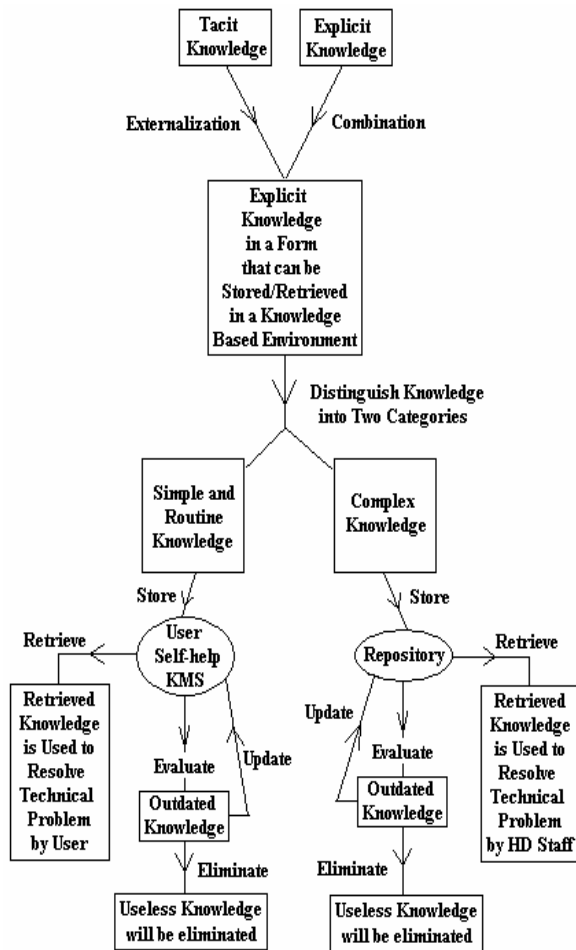 Tacit
Knowledge
Explicit
Knowledge
Externalization
Combination
Explicit
Knowledge
in a Form
that can be
Stored/Retrieved
in a Knowledge
Based Environment
Distinguish Knowledge
into Two Categories
Simple and
Routine
Knowledge
Complex
Knowledge
Store
Store
User
Self-help
KMS
Repository
Retrieve
Retrieve
Retrieved
Knowledge
is Used to
Resolve
Technical
Problem
by User
Evaluate
Update
Update
Evaluate
Retrieved
Knowledge
is Used to
Resolve
Technical
Problem
by HD Staff
Outdated
Knowledge
Outdated
Knowledge
Eliminate
Eliminate
Useless Knowledge
will be eliminated
Useless Knowledge
will be eliminated